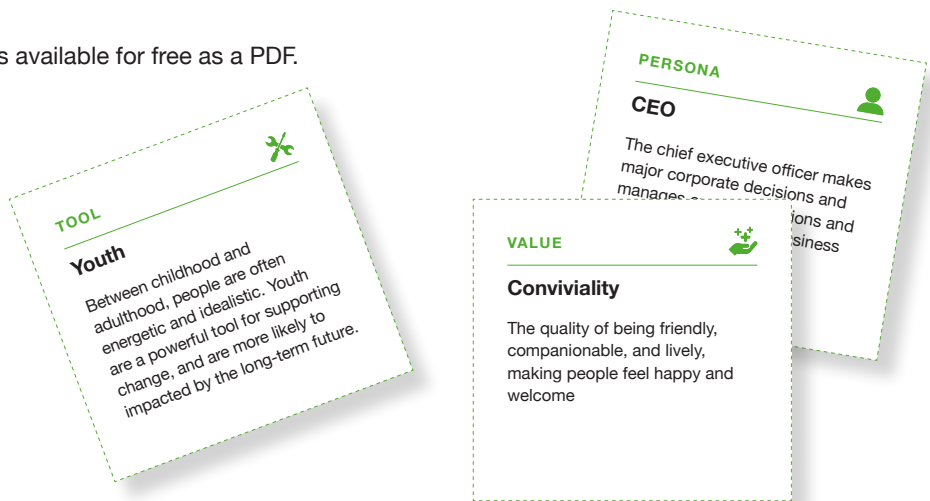 s available for free as a PDF.
TOOL
Youth
Between childhood and
adulthood, people are often
energetic and idealistic. Youth
are a powerful tool for supporting
change, and are more likely to
impacted by the long-term future.
PERSONA
CEO
The chief executive officer makes
major corporate decisions and
manages
and
VALUE
Conviviality
The quality of being friendly,
companionable, and lively,
making people feel happy and
welcome